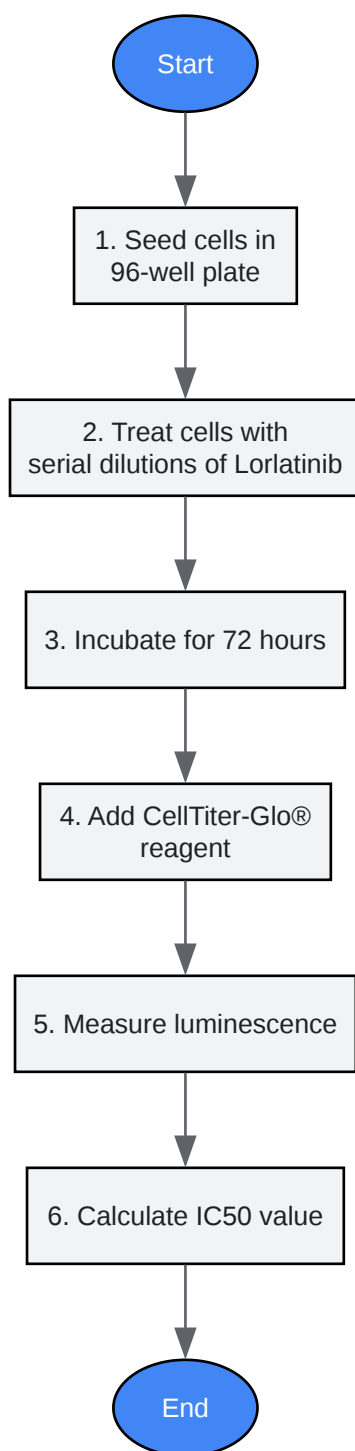 Start
1. Seed cells in
96-well plate
2. Treat cells with
serial dilutions of Lorlatinib
3. Incubate for 72 hours
4. Add CellTiter-Glo®
reagent
5. Measure luminescence
6. Calculate IC50 value
End